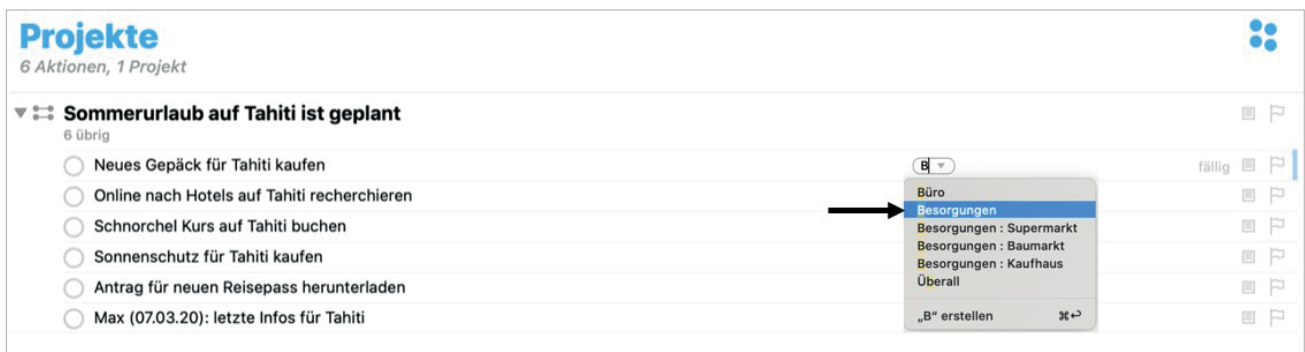 Projekte
6 Aktionen, 1 Projekt
Sommerurlaub auf Tahiti ist geplant
6 übrig
Neues Gepäck für Tahiti kaufen
B
fällig
Online nach Hotels auf Tahiti recherchieren
Schnorchel Kurs auf Tahiti buchen
Sonnenschutz für Tahiti kaufen
Antrag für neuen Reisepass herunterladen
Max (07.03.20): letzte Infos für Tahiti
Büro
Besorgungen
Besorgungen : Supermarkt
Besorgungen : Baumarkt
Besorgungen : Kaufhaus
Überall
„B“ erstellen ⌘↩